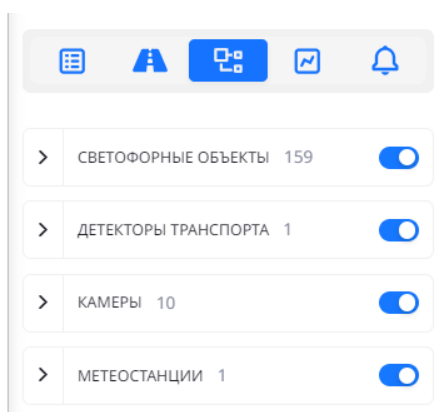 СВЕТОФОРНЫЕ ОБЪЕКТЫ 159
ДЕТЕКТОРЫ ТРАНСПОРТА 1
КАМЕРЫ 10
МЕТЕОСТАНЦИИ 1